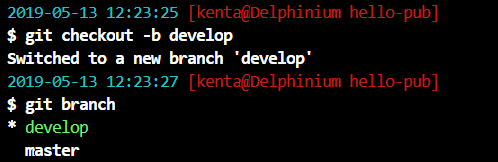 2019-05-13 12:23:25 [kenta@Delphinium hello-pub]
$ git checkout -b develop
Switched to a new branch 'develop'
2019-05-13 12:23:27 [kenta@Delphinium hello-pub]
$ git branch
* develop
  master